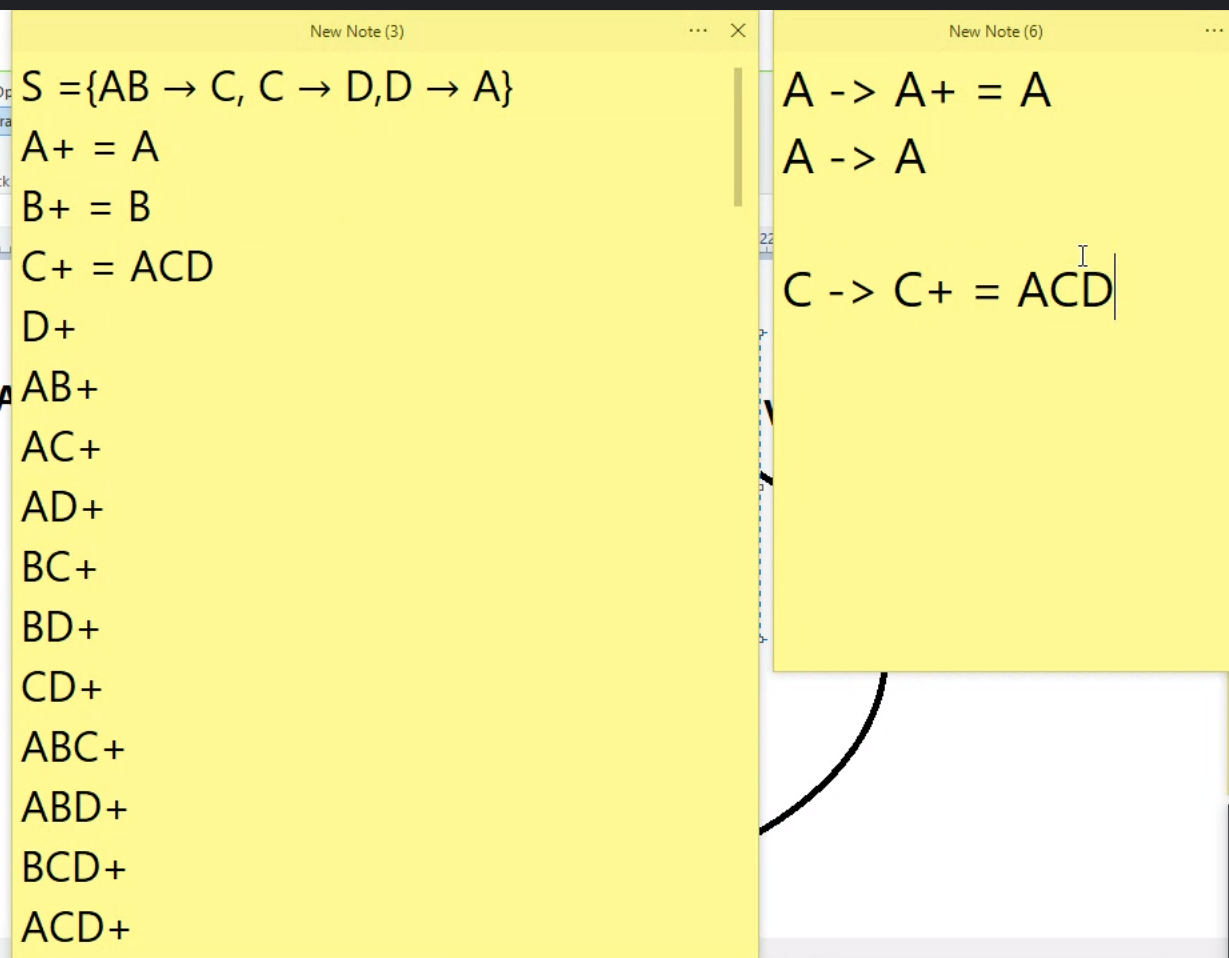 New Note (3)
S ={AB → C, C → D,D → A}
A+ = A
B+ = B
C+ = ACD
D+
AB+
AC+
AD+
BC+
BD+
CD+
ABC+
ABD+
BCD+
ACD+
New Note (6)
A -> A+ = A
A -> A
C -> C+ = ACD
22